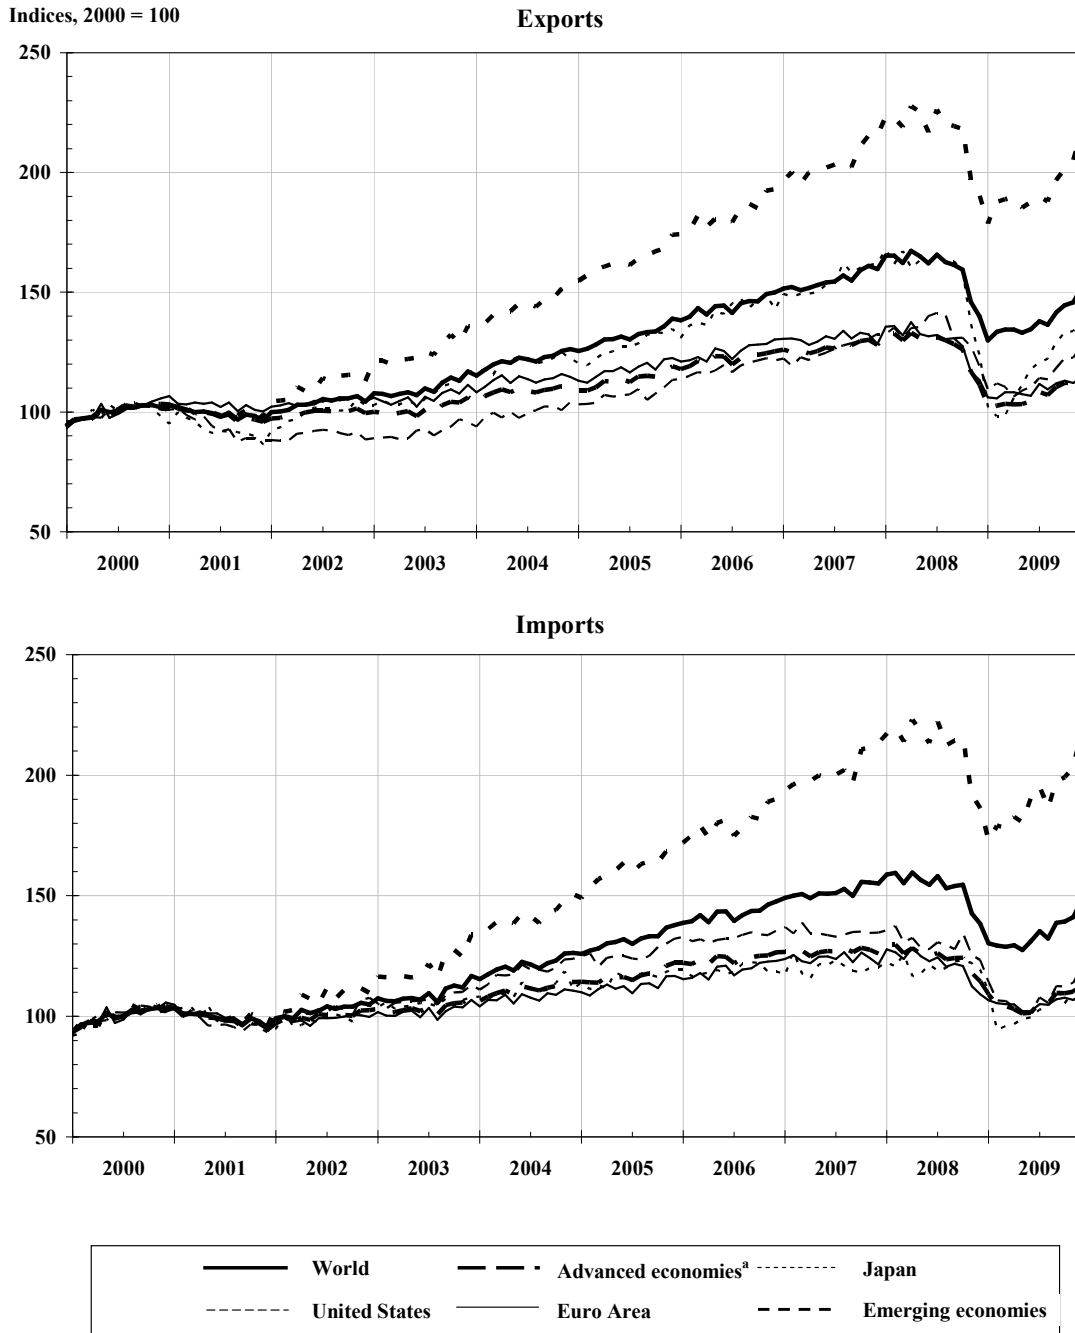 Indices, 2000 = 100
Exports
250
200
150
100
50
2000 2001 2002 2003 2004 2005 2006 2007 2008 2009
Imports
250
200
150
100
50
2000 2001 2002 2003 2004 2005 2006 2007 2008 2009
World Advanced economiesᵃ Japan
United States Euro Area Emerging economies